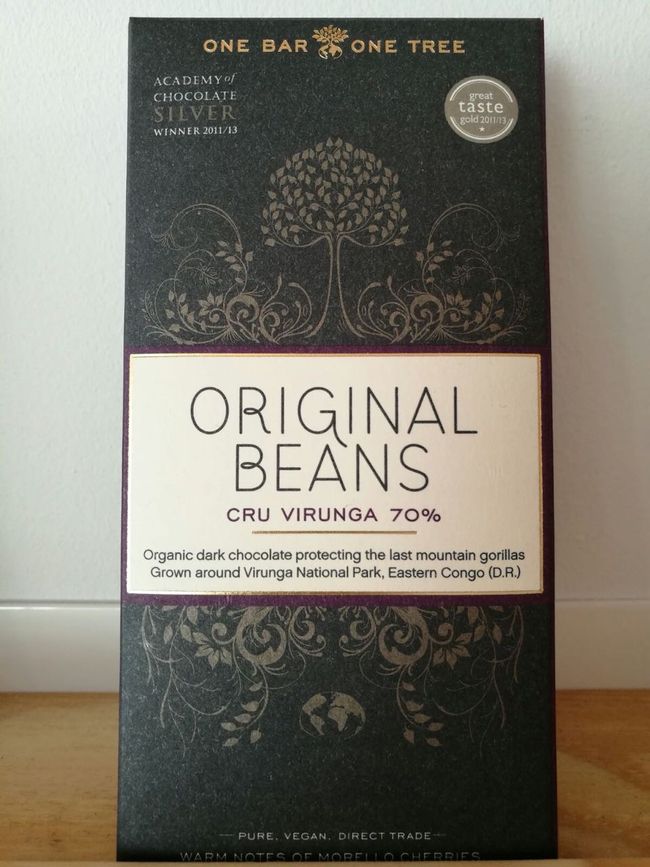 ONE BAR ONE TREE
ACADEMY of
CHOCOLATE
SILVER
WINNER 2011/13
great
taste
gold 2011/13
ORIGINAL
BEANS
CRU VIRUNGA 70%
Organic dark chocolate protecting the last mountain gorillas
Grown around Virunga National Park, Eastern Congo (D.R.)
PURE, VEGAN, DIRECT TRADE
WARM NOTES OF MORELLO CHERRIES